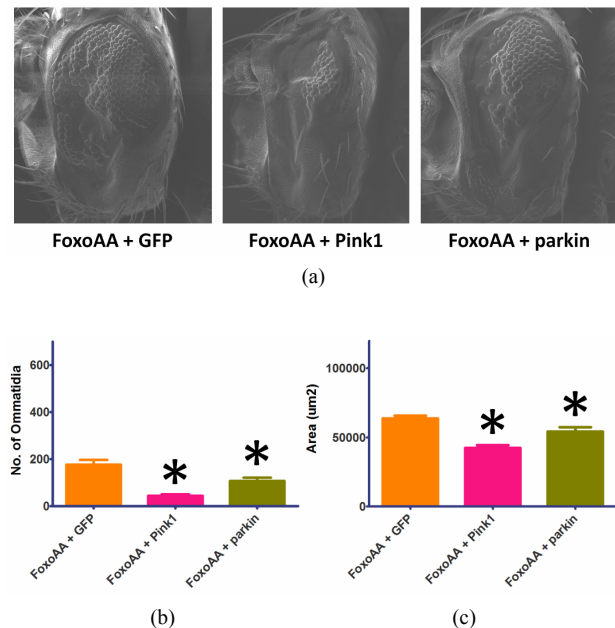 FoxoAA + GFP
FoxoAA + Pink1
FoxoAA + parkin
(a)
No. of Ommatidia
600
400
200
0
*
*
FoxoAA + GFP
FoxoAA + Pink1
FoxoAA + parkin
(b)
Area (um2)
100000
50000
0
*
*
FoxoAA + GFP
FoxoAA + Pink1
FoxoAA + parkin
(c)